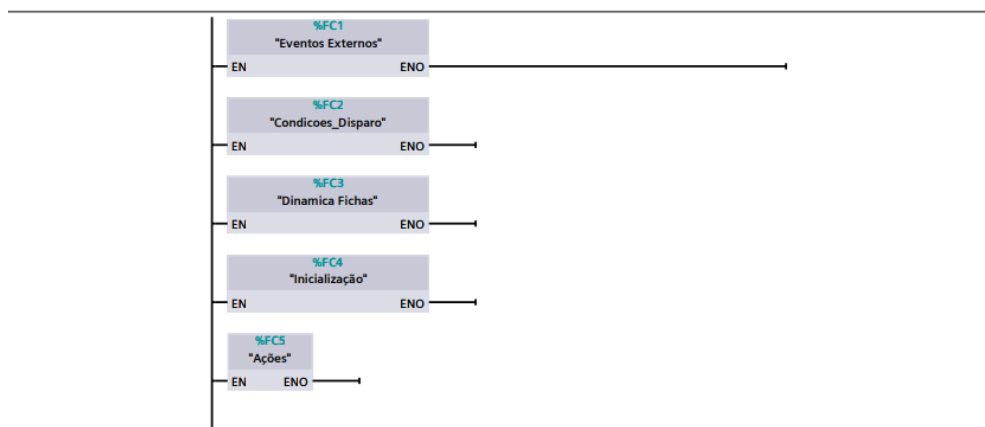 %FC1
"Eventos Externos"
EN ENO
%FC2
"Condicoes_Disparo"
EN ENO
%FC3
"Dinamica Fichas"
EN ENO
%FC4
"Inicialização"
EN ENO
%FC5
"Ações"
EN ENO